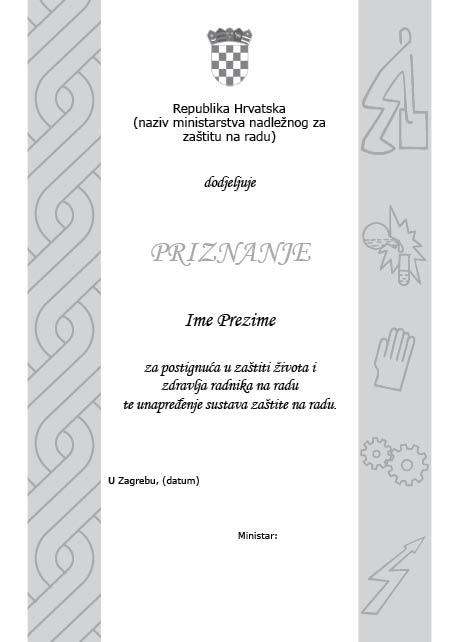 Republika Hrvatska
(naziv ministarstva nadležnog za
zaštitu na radu)
dodjeljuje
PRIZNANJE
Ime Prezime
za postignuća u zaštiti života i
zdravlja radnika na radu
te unapređenje sustava zaštite na radu.
U Zagrebu, (datum)
Ministar: